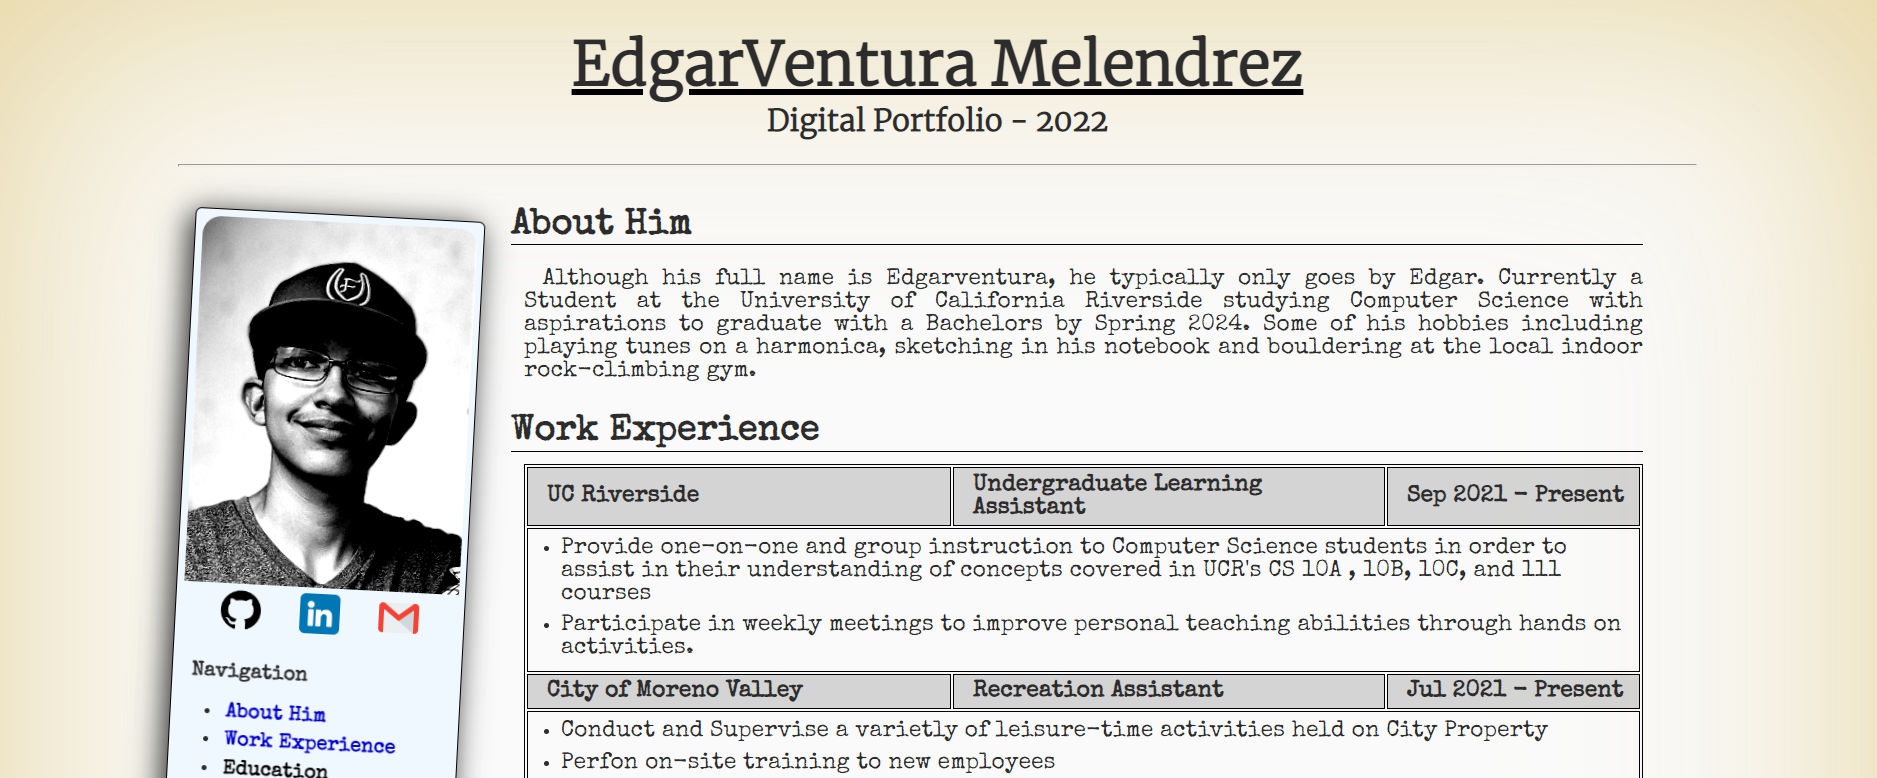 EdgarVentura Melendrez
Digital Portfolio - 2022
About Him
Although his full name is Edgarventura, he typically only goes by Edgar. Currently a
Student at the University of California Riverside studying Computer Science with
aspirations to graduate with a Bachelors by Spring 2024. Some of his hobbies including
playing tunes on a harmonica, sketching in his notebook and bouldering at the local indoor
rock-climbing gym.
Work Experience
UC Riverside
Undergraduate Learning
Assistant
Sep 2021 - Present
• Provide one-on-one and group instruction to Computer Science students in order to
assist in their understanding of concepts covered in UCR's CS 10A , 10B, 10C, and 111
courses
• Participate in weekly meetings to improve personal teaching abilities through hands on
activities.
City of Moreno Valley
Recreation Assistant
Jul 2021 - Present
• Conduct and Supervise a varietly of leisure-time activities held on City Property
• Perfon on-site training to new employees
in
Navigation
• About Him
• Work Experience
• Education